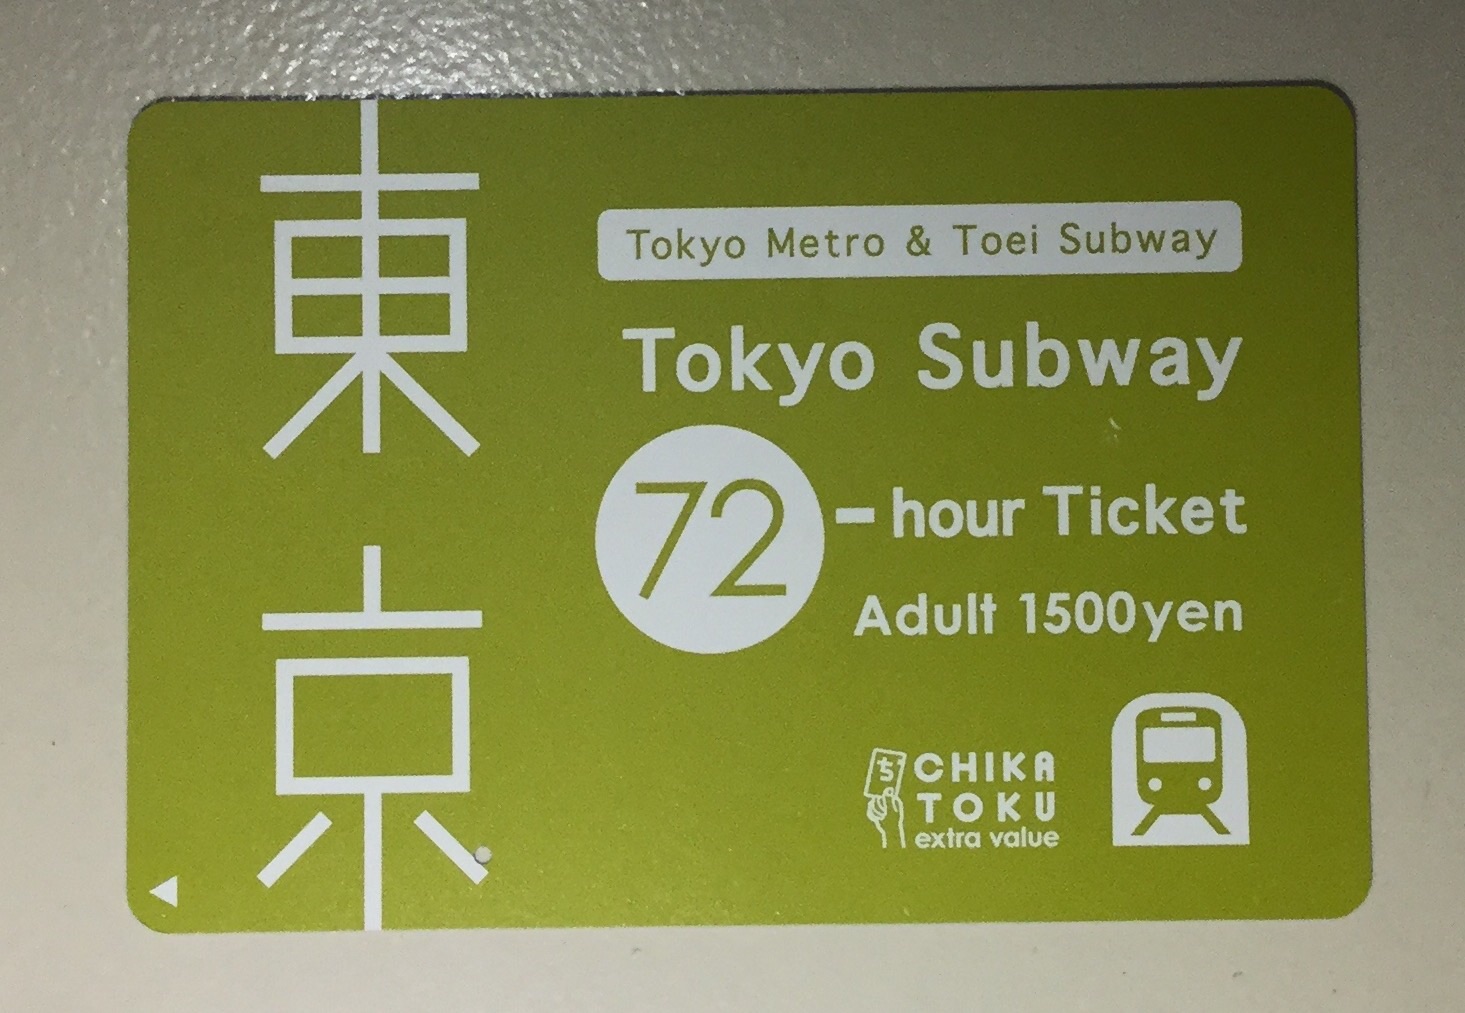 東京
Tokyo Metro & Toei Subway
Tokyo Subway
72-hour Ticket
Adult 1500yen
ち
CHIKA
TOKU
extra value